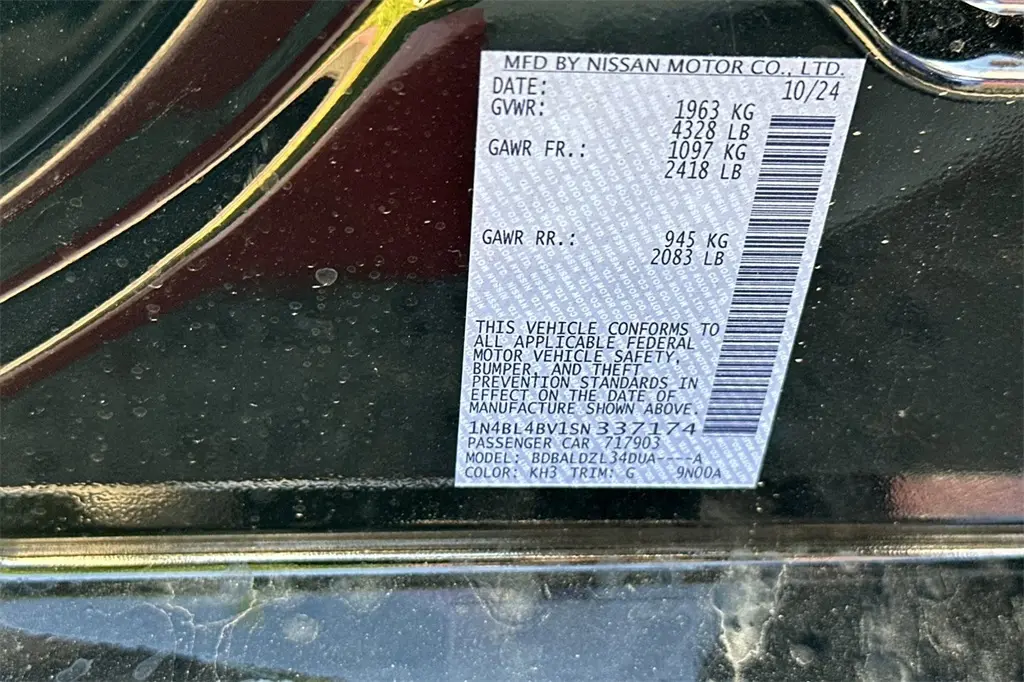 MFD BY NISSAN MOTOR CO., LTD.
DATE: 10/24
GVWR: 1963 KG
4328 LB
GAWR FR.: 1097 KG
2418 LB
GAWR RR.: 945 KG
2083 LB
THIS VEHICLE CONFORMS TO
ALL APPLICABLE FEDERAL
MOTOR VEHICLE SAFETY,
BUMPER, AND THEFT
PREVENTION STANDARDS IN
EFFECT ON THE DATE OF
MANUFACTURE SHOWN ABOVE.
1N4BL4BV1SN337174
PASSENGER CAR 717903
MODEL: BDBALDZL34DUA----A
COLOR: KH3 TRIM: G 9N00A